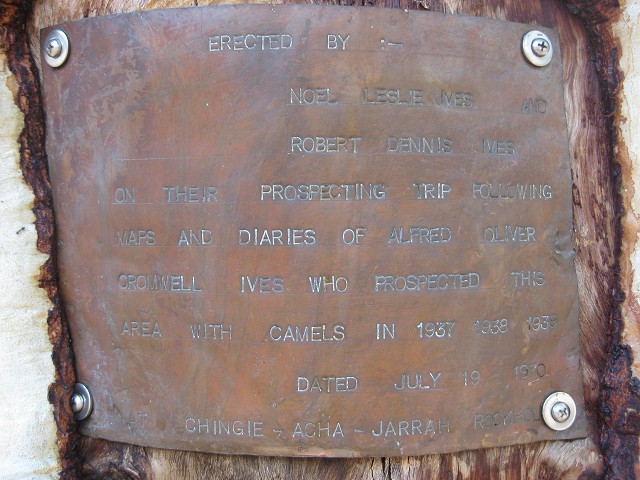 ERECTED BY :-
NOEL LESLIE IVES AND
ROBERT DENNIS IVES
ON THEIR PROSPECTING TRIP FOLLOWING
MAPS AND DIARIES OF ALFRED OLIVER
CROMWELL IVES WHO PROSPECTED THIS
AREA WITH CAMELS IN 1937 1938 1939
DATED JULY 19 1970.
AT CHINGIE - ACHA - JARRAH